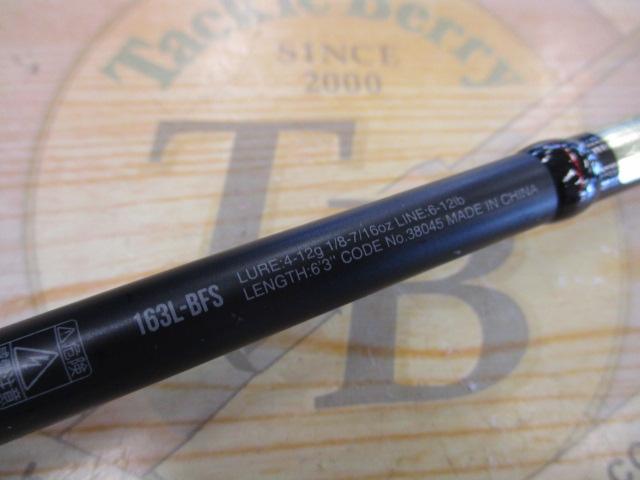 Tackle Berry
SINCE
2000
TB
163L-BFS
LURE:4-12g 1/8-7/16oz LINE:6-12lb
LENGTH:6'3" CODE No.38045 MADE IN CHINA
危険